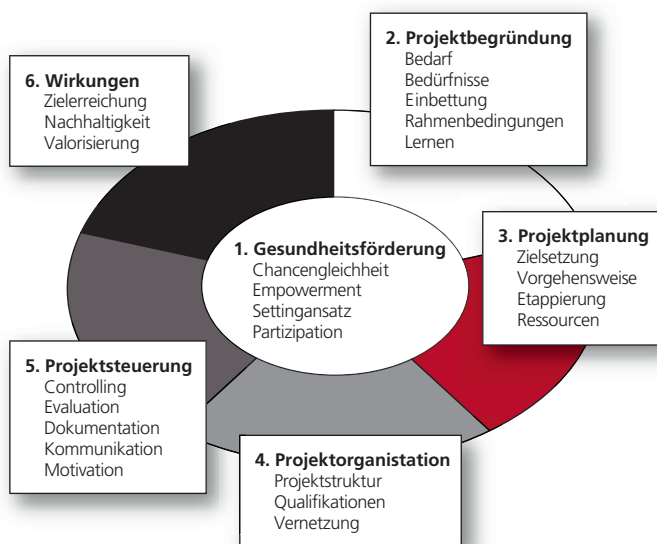 1. Gesundheitsförderung
Chancengleichheit
Empowerment
Settingansatz
Partizipation
2. Projektbegründung
Bedarf
Bedürfnisse
Einbettung
Rahmenbedingungen
Lernen
3. Projektplanung
Zielsetzung
Vorgehensweise
Etappierung
Ressourcen
4. Projektorganistation
Projektstruktur
Qualifikationen
Vernetzung
5. Projektsteuerung
Controlling
Evaluation
Dokumentation
Kommunikation
Motivation
6. Wirkungen
Zielerreichung
Nachhaltigkeit
Valorisierung